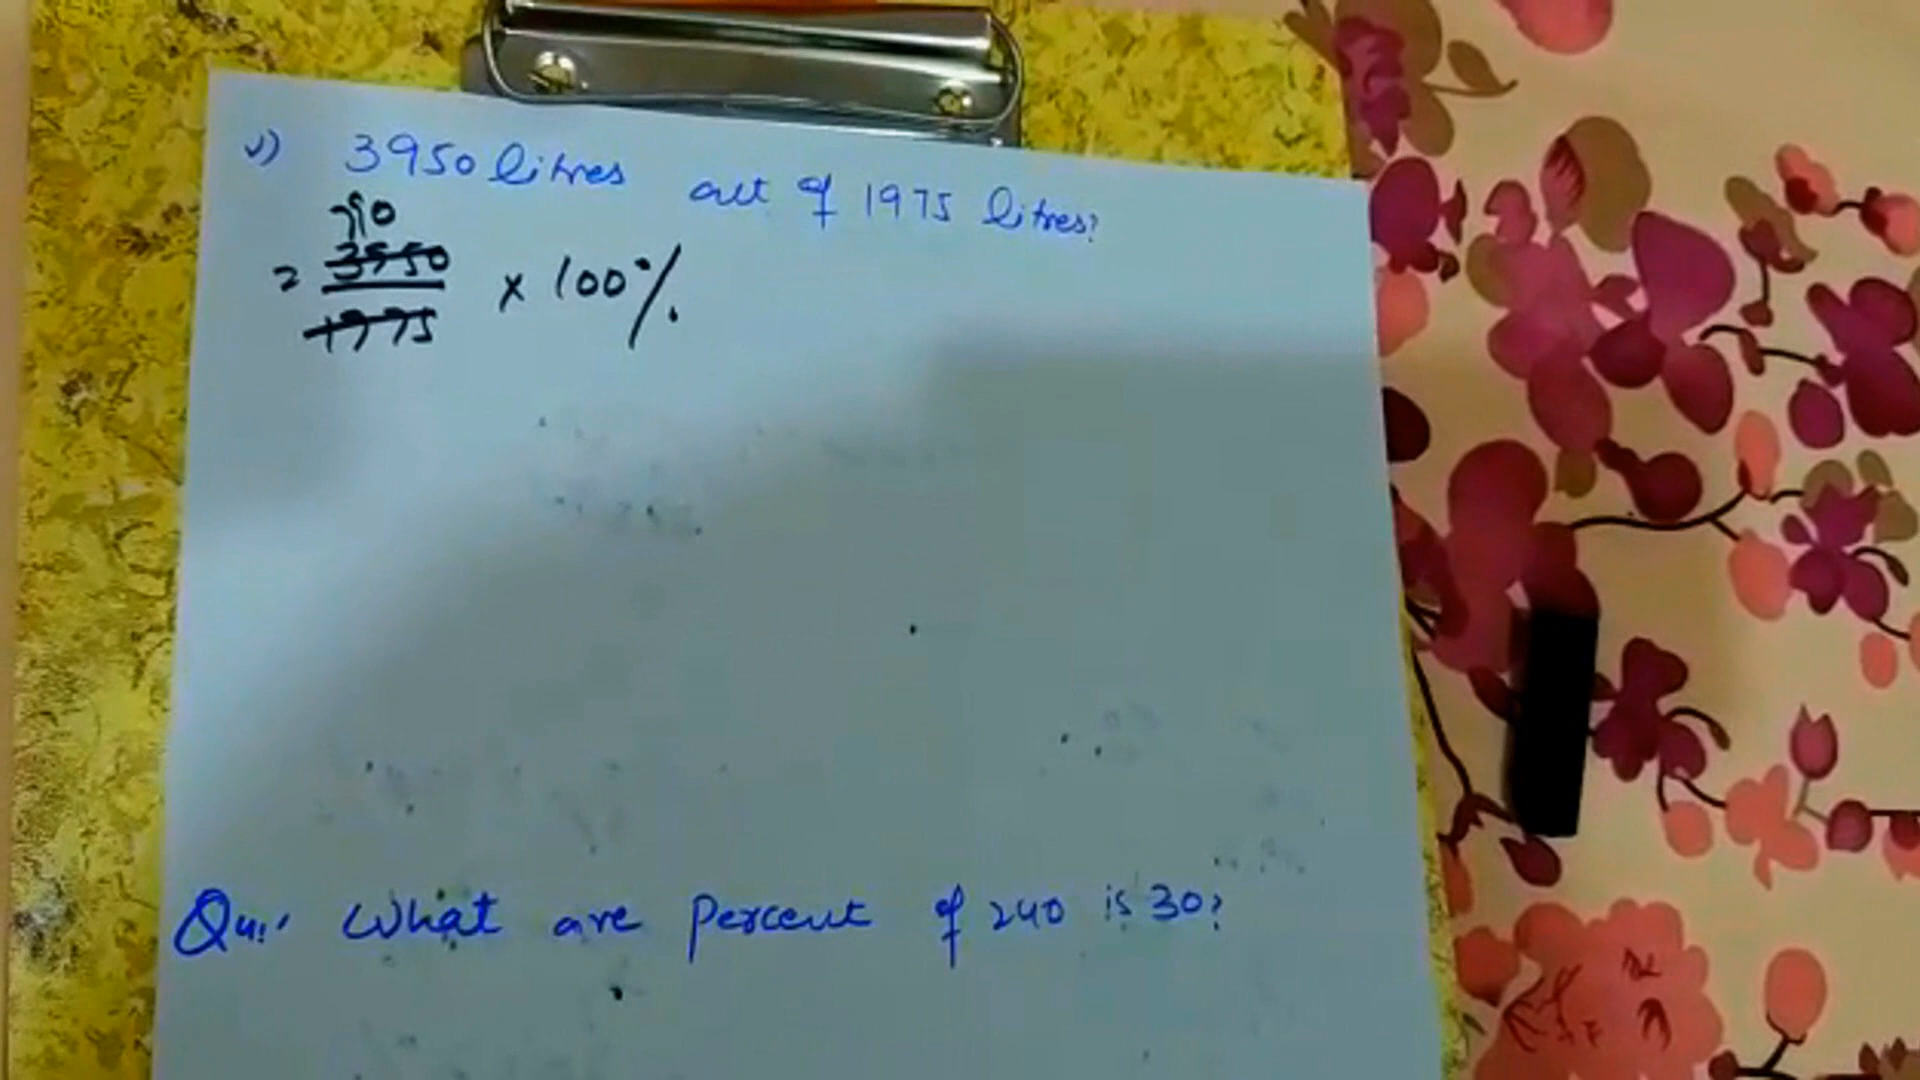 v) 3950 litres out of 1975 litres?
790
= 3950 / 1975 × 100%
Qu:. What are Percent of 240 is 30?